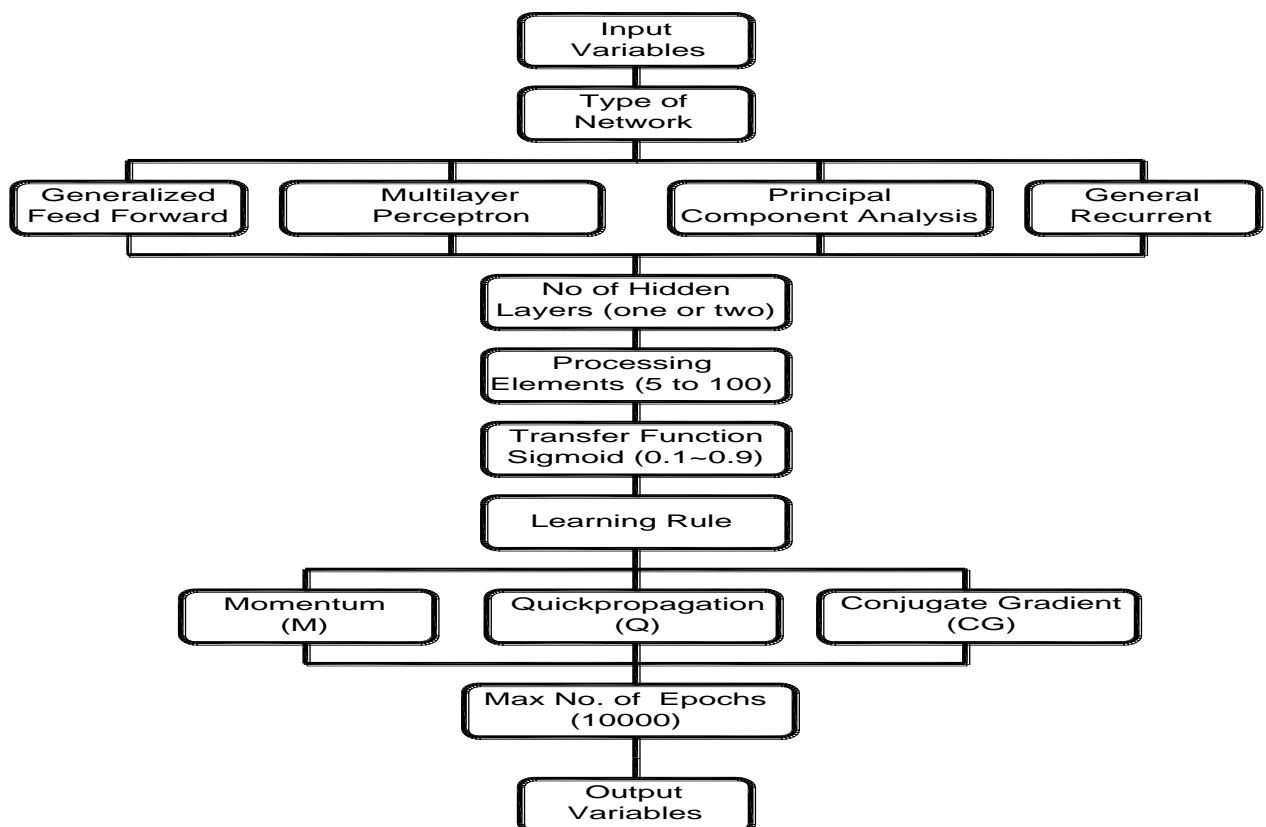 Input
Variables
Type of
Network
Generalized
Feed Forward
Multilayer
Perceptron
Principal
Component Analysis
General
Recurrent
No of Hidden
Layers (one or two)
Processing
Elements (5 to 100)
Transfer Function
Sigmoid (0.1~0.9)
Learning Rule
Momentum
(M)
Quickpropagation
(Q)
Conjugate Gradient
(CG)
Max No. of  Epochs
(10000)
Output
Variables